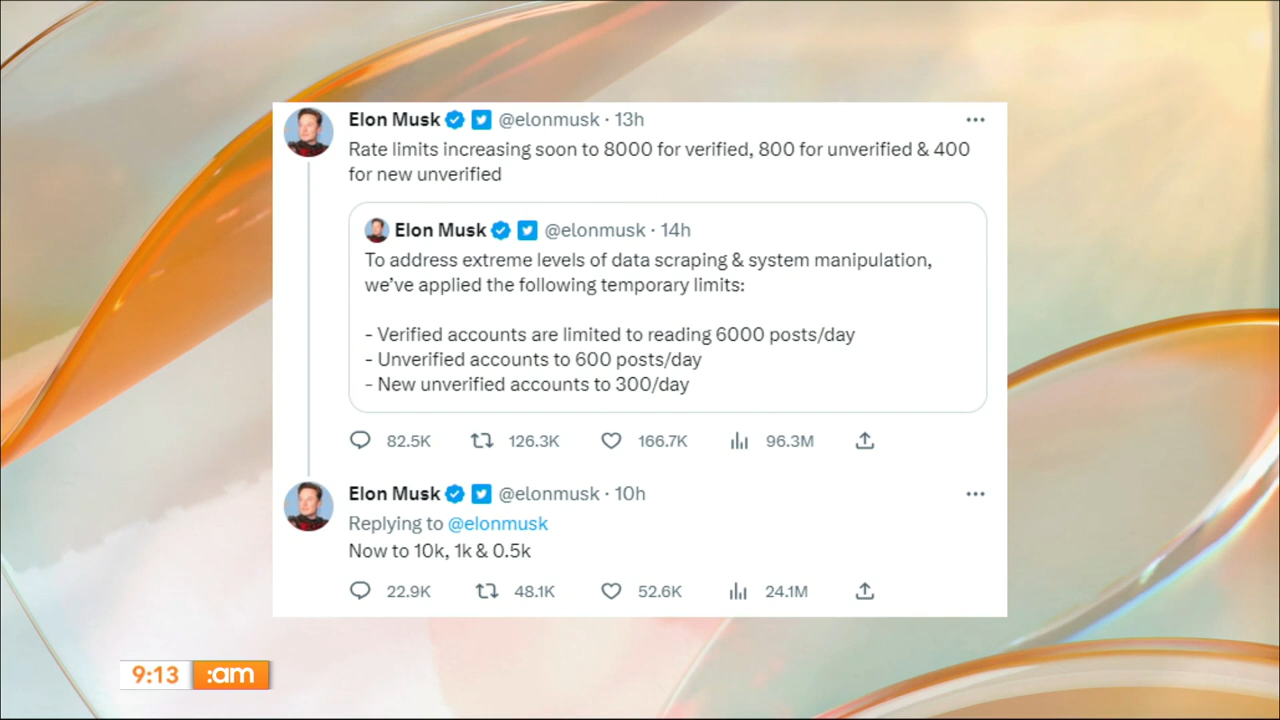 Elon Musk @elonmusk · 13h
Rate limits increasing soon to 8000 for verified, 800 for unverified & 400
for new unverified
Elon Musk @elonmusk · 14h
To address extreme levels of data scraping & system manipulation,
we’ve applied the following temporary limits:
- Verified accounts are limited to reading 6000 posts/day
- Unverified accounts to 600 posts/day
- New unverified accounts to 300/day
82.5K 126.3K 166.7K 96.3M
Elon Musk @elonmusk · 10h
Replying to @elonmusk
Now to 10k, 1k & 0.5k
22.9K 48.1K 52.6K 24.1M
9:13 :am